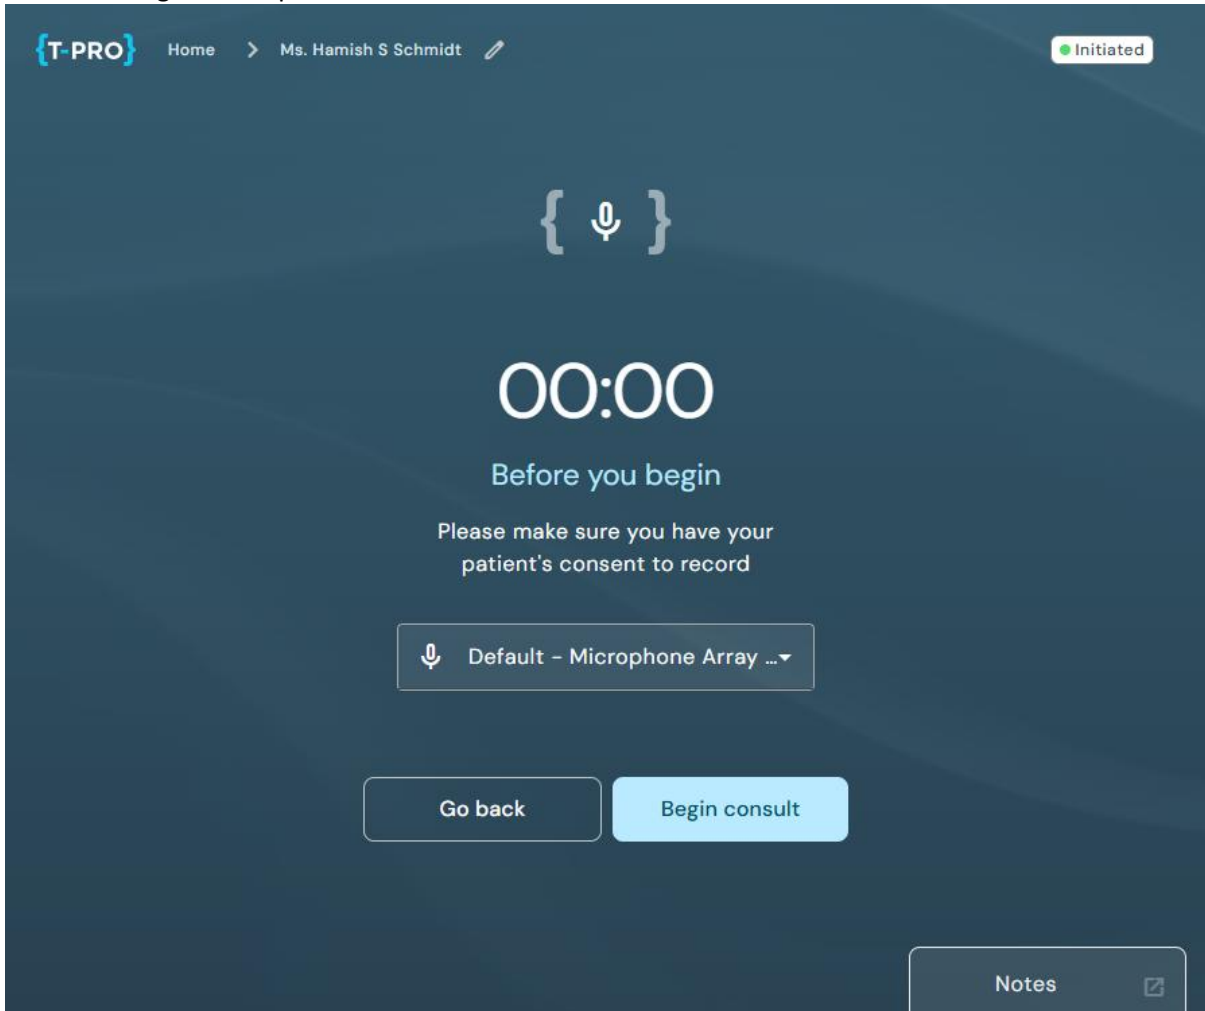 {T-PRO} Home > Ms. Hamish S Schmidt Initiated
00:00
Before you begin
Please make sure you have your
patient's consent to record
Default - Microphone Array ...
Go back Begin consult
Notes